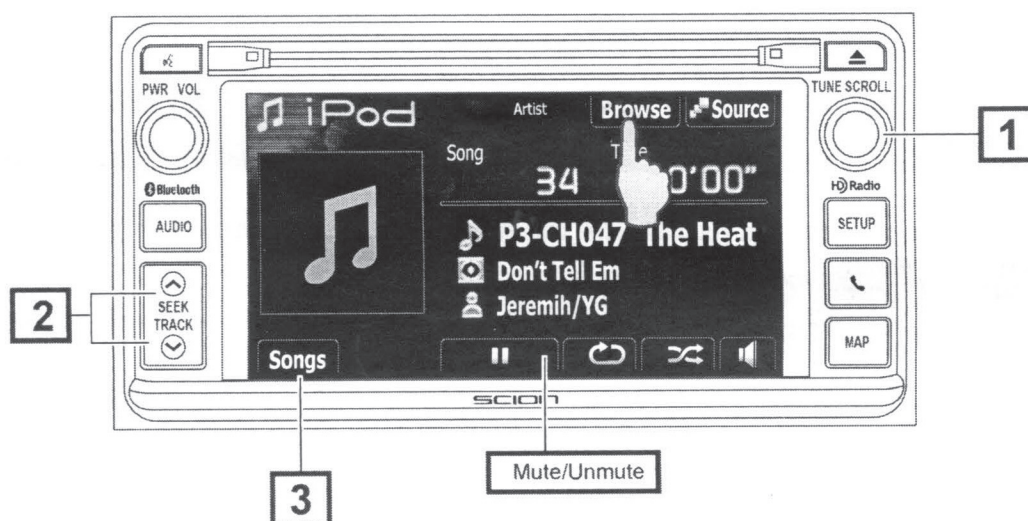 PWR VOL
TUNE SCROLL
iPod
Artist
Browse
Source
1
Song
34
0'00"
Bluetooth
HD Radio
AUDIO
SETUP
P3-CH047 The Heat
Don't Tell Em
Jeremih/YG
2
SEEK
TRACK
MAP
Songs
SCION
3
Mute/Unmute